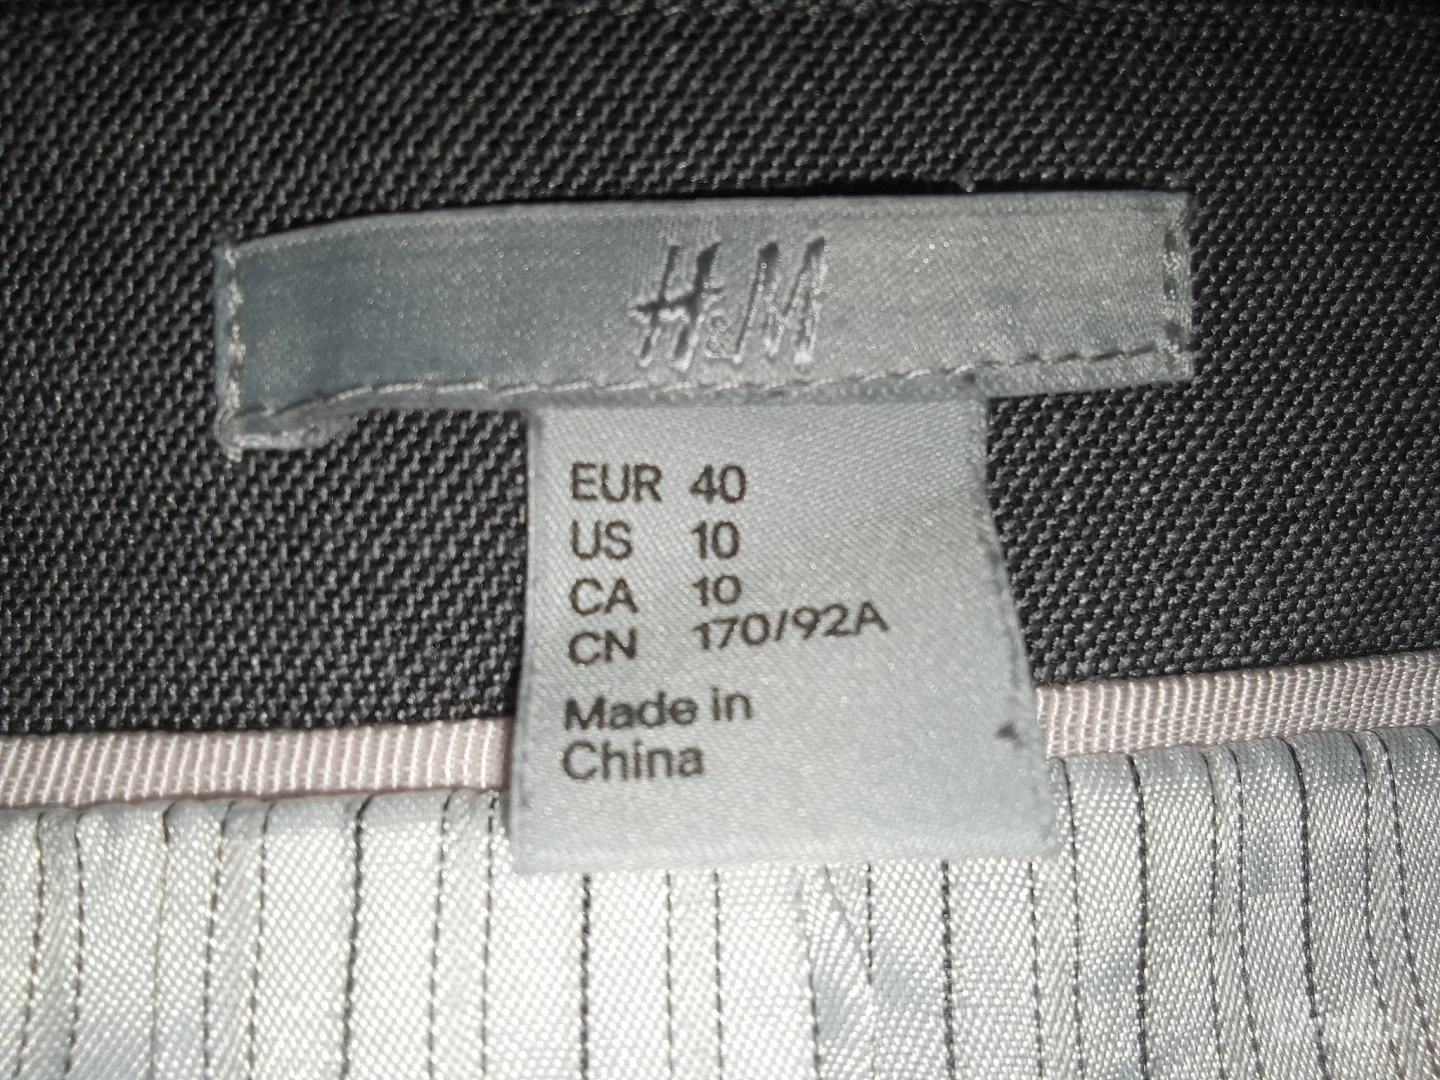 H&M
EUR 40
US 10
CA 10
CN 170/92A
Made in
China